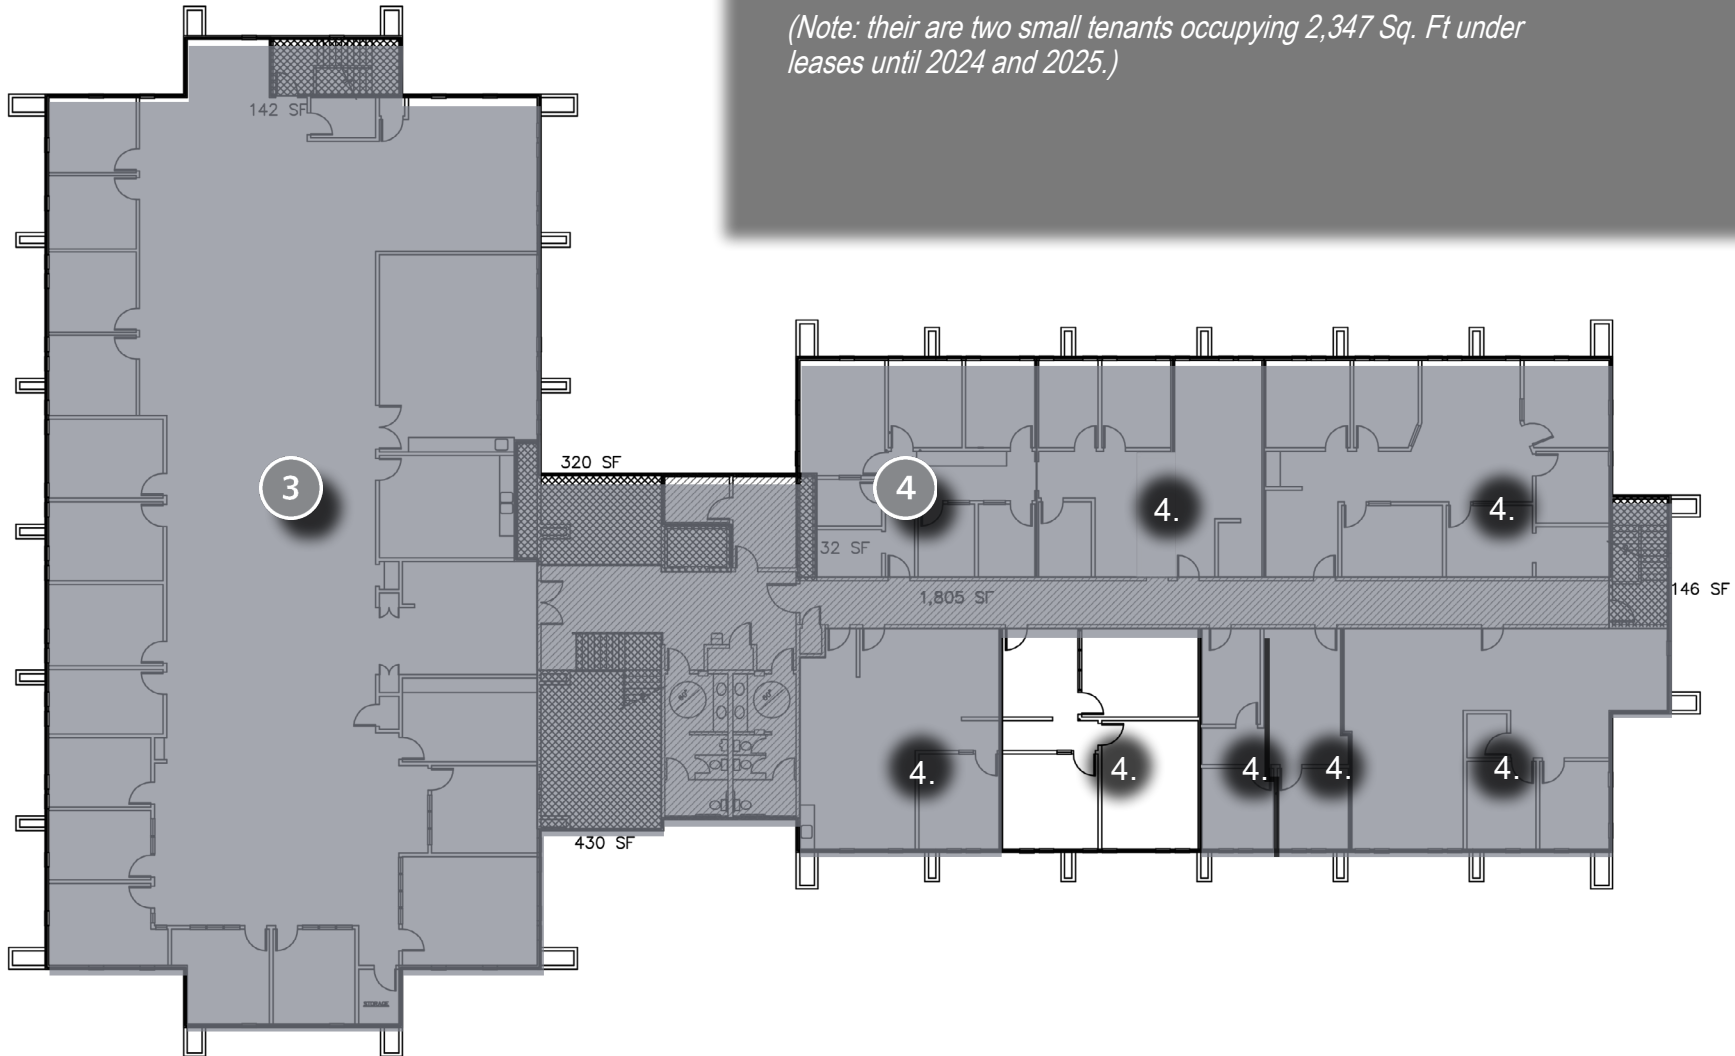 (Note: their are two small tenants occupying 2,347 Sq. Ft under
leases until 2024 and 2025.)
142 SF
320 SF
3
4
4.
4.
32 SF
1,805 SF
146 SF
4.
4.
4.
4.
4.
430 SF
STORAGE